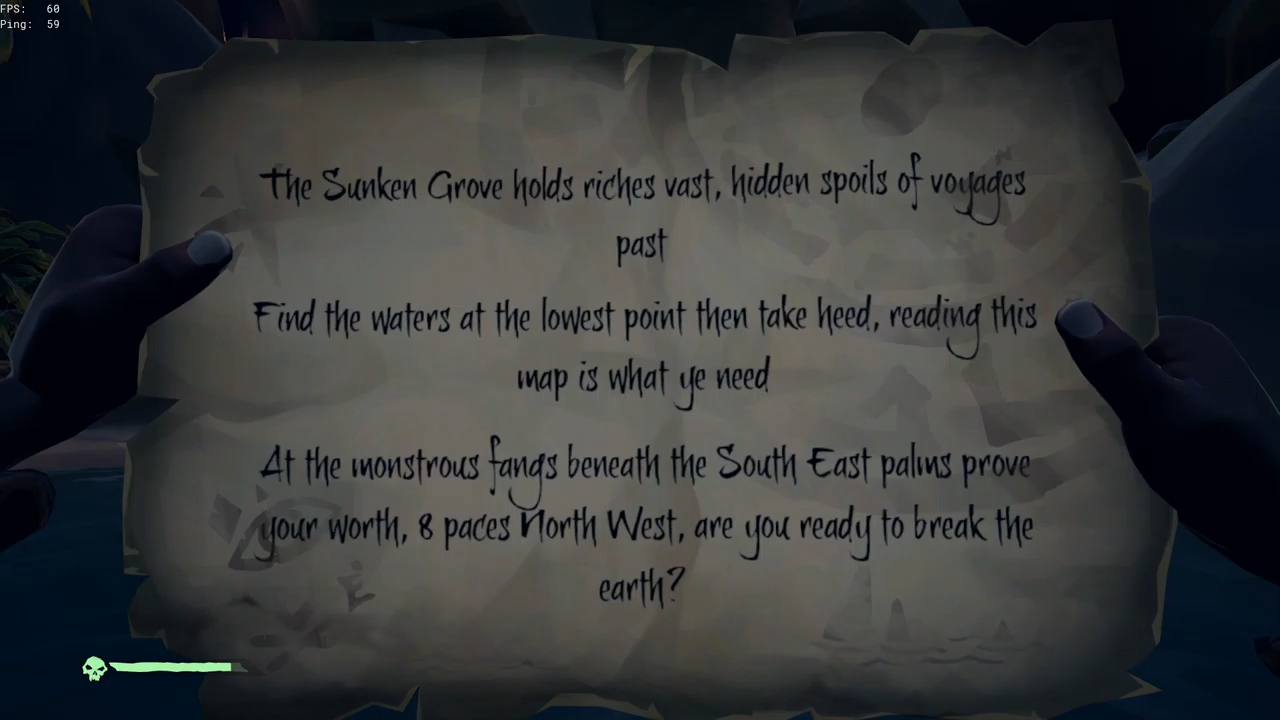 FPS: 60
Ping: 59
The Sunken Grove holds riches vast, hidden spoils of voyages
past
Find the waters at the lowest point then take heed, reading this
map is what ye need
At the monstrous fangs beneath the South East palms prove
your worth, 8 paces North West, are you ready to break the
earth?
E